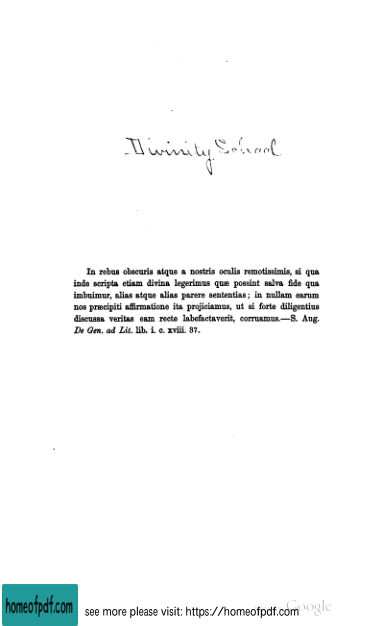 Divinity School
In rebus obscuris atque a nostris oculis remotissimis, si qua
inde scripta etiam divina legerimus quæ possint salva fide qua
imbuimur, alias atque alias parere sententias; in nullam earum
nos præcipiti affirmatione ita projiciamus, ut si forte diligentius
discussa veritas eam recte labefactaverit, corruamus.—S. Aug.
De Gen. ad Lit. lib. i. c. xviii. 37.
homeofpdf.com
see more please visit: https://homeofpdf.com
Google